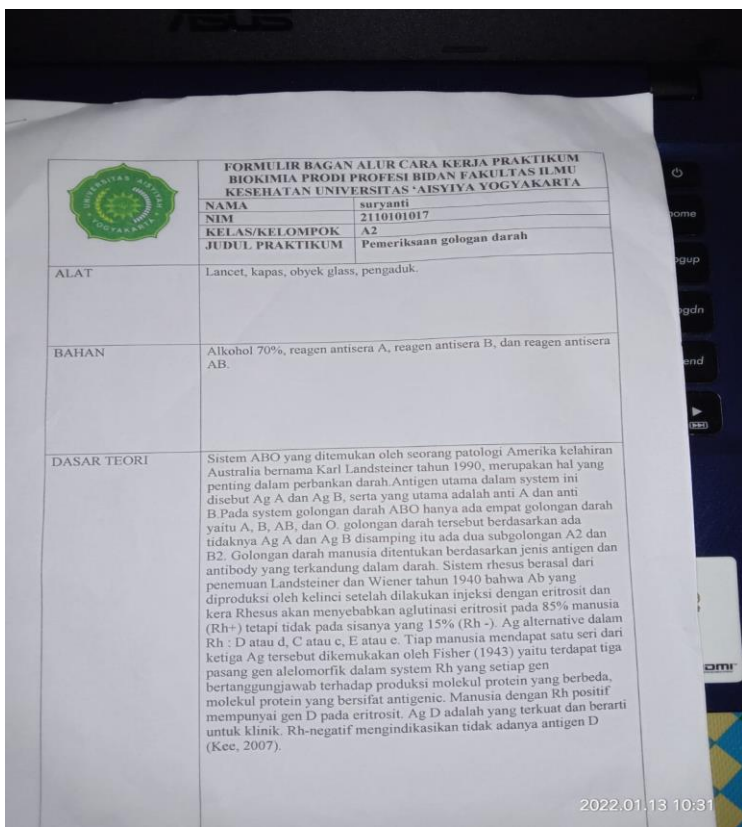 ASUS
FORMULIR BAGAN ALUR CARA KERJA PRAKTIKUM
BIOKIMIA PRODI PROFESI BIDAN FAKULTAS ILMU
KESEHATAN UNIVERSITAS ‘AISYIYA YOGYAKARTA
UNIVERSITAS 'AISYIYAH
YOGYAKARTA
NAMA suryanti
NIM 2110101017
KELAS/KELOMPOK A2
JUDUL PRAKTIKUM Pemeriksaan gologan darah
ALAT Lancet, kapas, obyek glass, pengaduk.
BAHAN Alkohol 70%, reagen antisera A, reagen antisera B, dan reagen antisera
AB.
DASAR TEORI Sistem ABO yang ditemukan oleh seorang patologi Amerika kelahiran
Australia bernama Karl Landsteiner tahun 1990, merupakan hal yang
penting dalam perbankan darah.Antigen utama dalam system ini
disebut Ag A dan Ag B, serta yang utama adalah anti A dan anti
B.Pada system golongan darah ABO hanya ada empat golongan darah
yaitu A, B, AB, dan O. golongan darah tersebut berdasarkan ada
tidaknya Ag A dan Ag B disamping itu ada dua subgolongan A2 dan
B2. Golongan darah manusia ditentukan berdasarkan jenis antigen dan
antibody yang terkandung dalam darah. Sistem rhesus berasal dari
penemuan Landsteiner dan Wiener tahun 1940 bahwa Ab yang
diproduksi oleh kelinci setelah dilakukan injeksi dengan eritrosit dan
kera Rhesus akan menyebabkan aglutinasi eritrosit pada 85% manusia
(Rh+) tetapi tidak pada sisanya yang 15% (Rh -). Ag alternative dalam
Rh : D atau d, C atau c, E atau e. Tiap manusia mendapat satu seri dari
ketiga Ag tersebut dikemukakan oleh Fisher (1943) yaitu terdapat tiga
pasang gen alelomorfik dalam system Rh yang setiap gen
bertanggungjawab terhadap produksi molekul protein yang berbeda,
molekul protein yang bersifat antigenic. Manusia dengan Rh positif
mempunyai gen D pada eritrosit. Ag D adalah yang terkuat dan berarti
untuk klinik. Rh-negatif mengindikasikan tidak adanya antigen D
(Kee, 2007).
ome
gup
gdn
end
2022.01.13 10:31